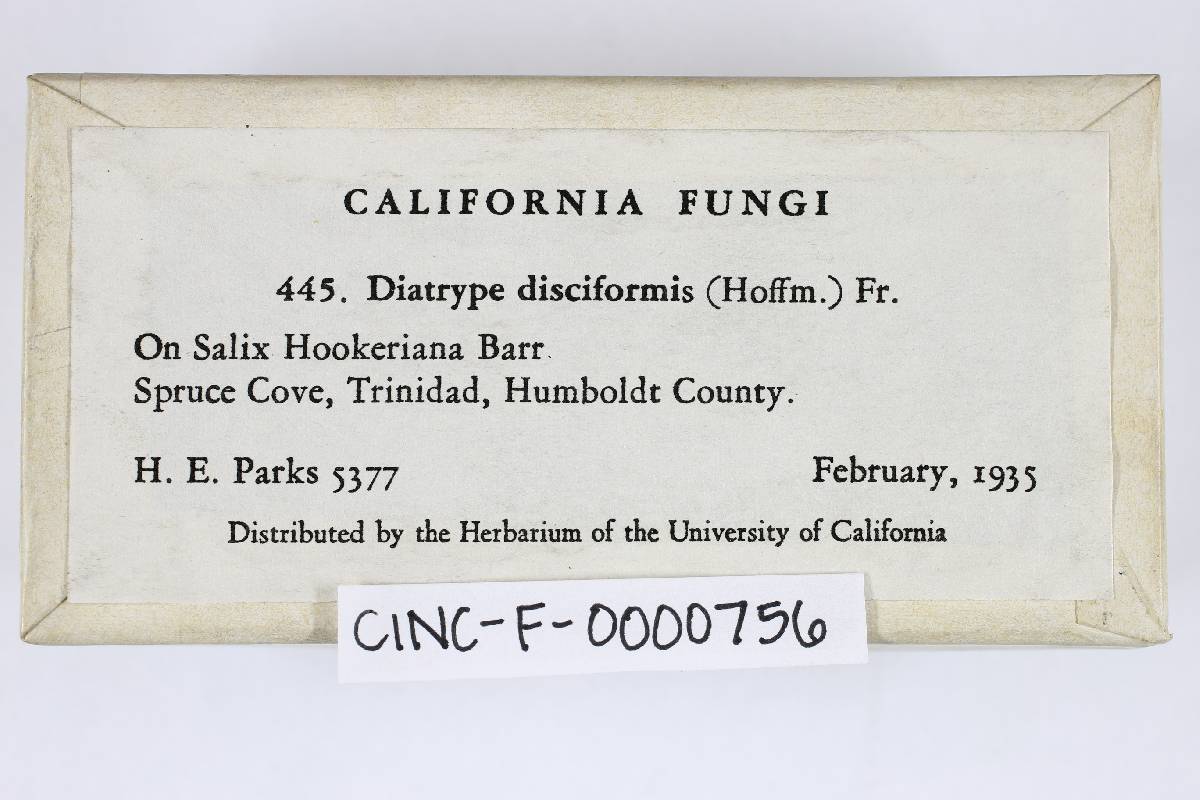 CALIFORNIA FUNGI
445. Diatrype disciformis (Hoffm.) Fr.
On Salix Hookeriana Barr.
Spruce Cove, Trinidad, Humboldt County.
H. E. Parks 5377 February, 1935
Distributed by the Herbarium of the University of California
CINC-F-0000756